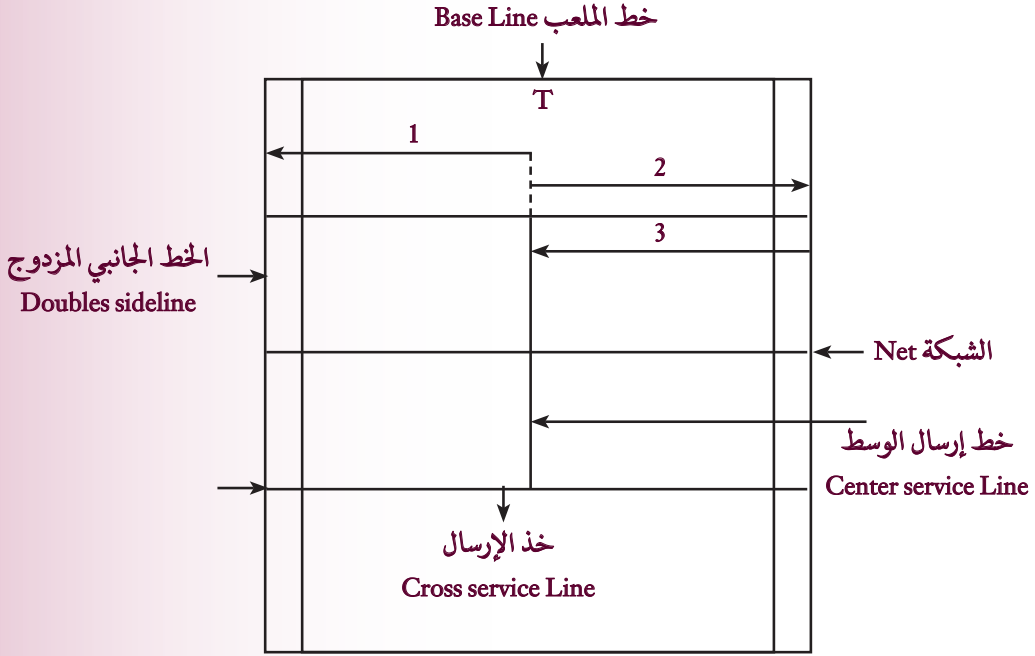 خط الملعب Base Line
T
1
2
3
الخط الجانبي المزدوج
Doubles sideline
الشبكة Net
خط إرسال الوسط
Center service Line
خذ الإرسال
Cross service Line